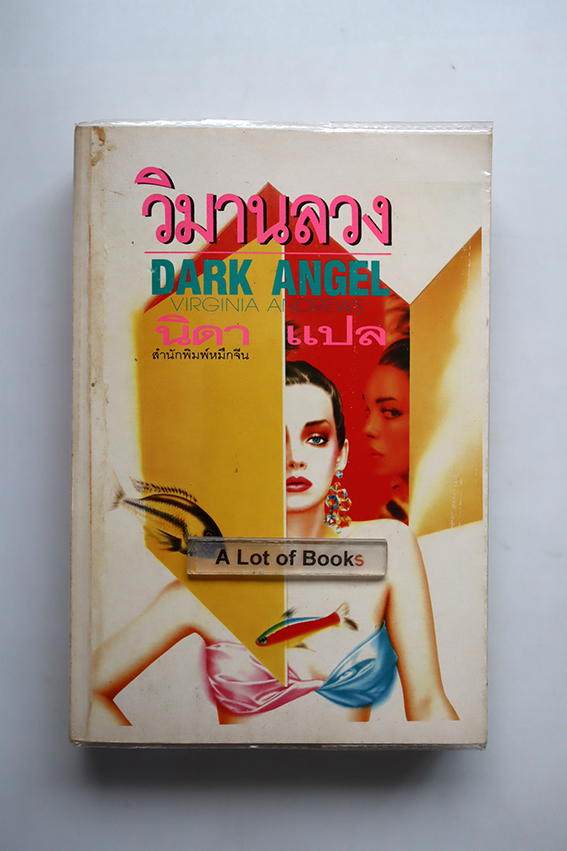 วิมานลวง
DARK ANGEL
VIRGINIA ANDREWS
นิดา แปล
สำนักพิมพ์หมึกจีน
A Lot of Books